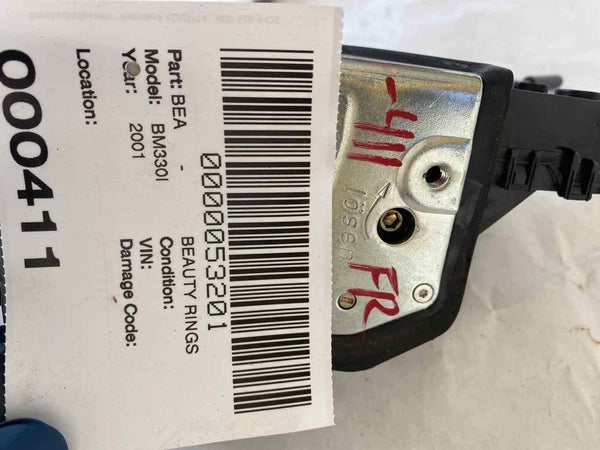 Part: BEA - BEAUTY RINGS
Model: BM330I Condition:
Year: 2001 VIN:
Damage Code:
Location:
0000053201
000411
-411
lösen
FR